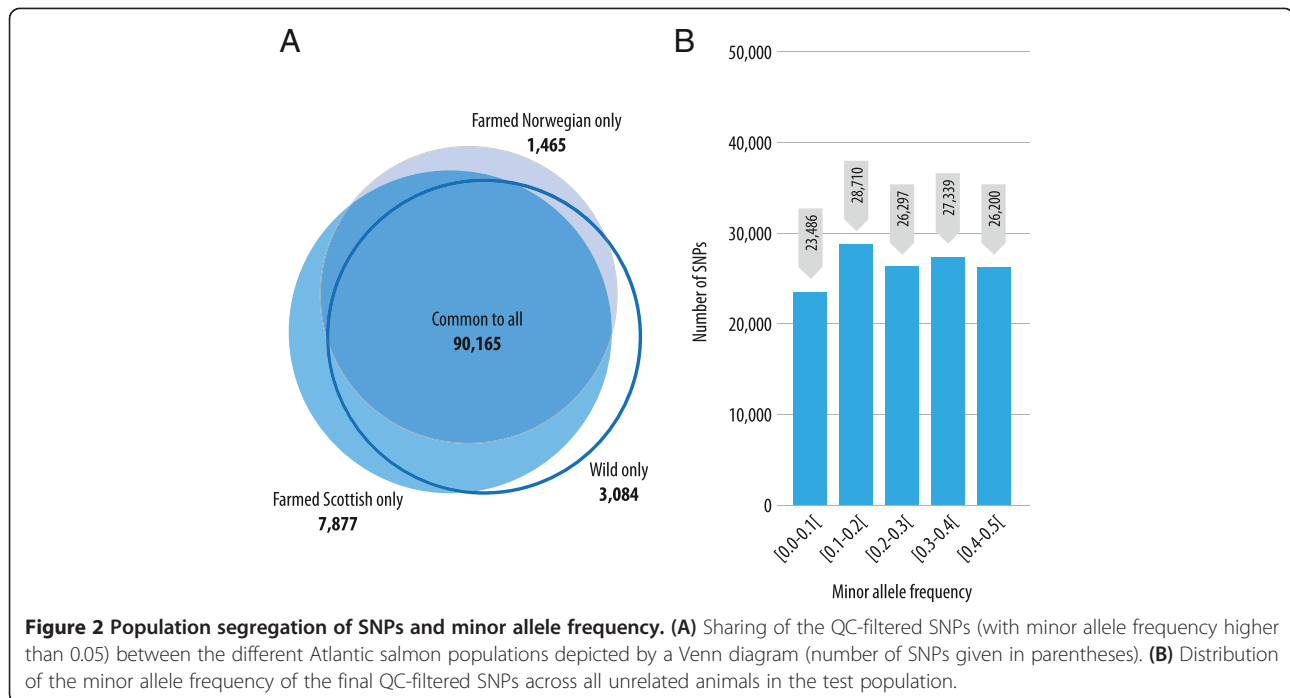 A
Farmed Norwegian only
1,465
Common to all
90,165
Wild only
3,084
Farmed Scottish only
7,877
B
50,000
40,000
30,000
20,000
10,000
0
Number of SNPs
23,486
28,710
26,297
27,339
26,200
[0.0-0.1[
[0.1-0.2[
[0.2-0.3[
[0.3-0.4[
[0.4-0.5[
Minor allele frequency
Figure 2 Population segregation of SNPs and minor allele frequency. (A) Sharing of the QC-filtered SNPs (with minor allele frequency higher
than 0.05) between the different Atlantic salmon populations depicted by a Venn diagram (number of SNPs given in parentheses). (B) Distribution
of the minor allele frequency of the final QC-filtered SNPs across all unrelated animals in the test population.